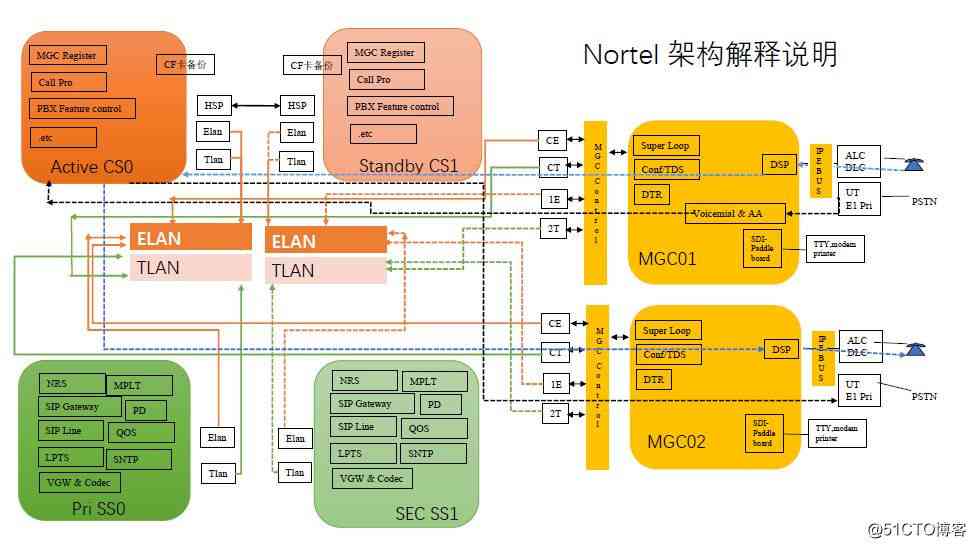 Nortel 架构解释说明
MGC Register
Call Pro
PBX Feature control
.etc
Active CS0
CF卡备份
HSP
Elan
Tlan
CF卡备份
HSP
Elan
Tlan
MGC Register
Call Pro
PBX Feature control
.etc
Standby CS1
ELAN
TLAN
ELAN
TLAN
CE
CT
1E
2T
MGC Control
Super Loop
Conf/TDS
DTR
DSP
Voicemial & AA
SDI-
Paddle
board
MGC01
IPEBUS
ALC
DLC
UT
E1 Pri
PSTN
TTY,modem
printer
CE
CT
1E
2T
MGC Control
Super Loop
Conf/TDS
DTR
DSP
SDI-
Paddle
board
MGC02
IPEBUS
ALC
DLC
UT
E1 Pri
PSTN
TTY,modem
printer
NRS
MPLT
SIP Gateway
PD
SIP Line
QOS
LPTS
SNTP
VGW & Codec
Pri SS0
Elan
Tlan
Elan
Tlan
NRS
MPLT
SIP Gateway
PD
SIP Line
QOS
LPTS
SNTP
VGW & Codec
SEC SS1
@51CTO博客